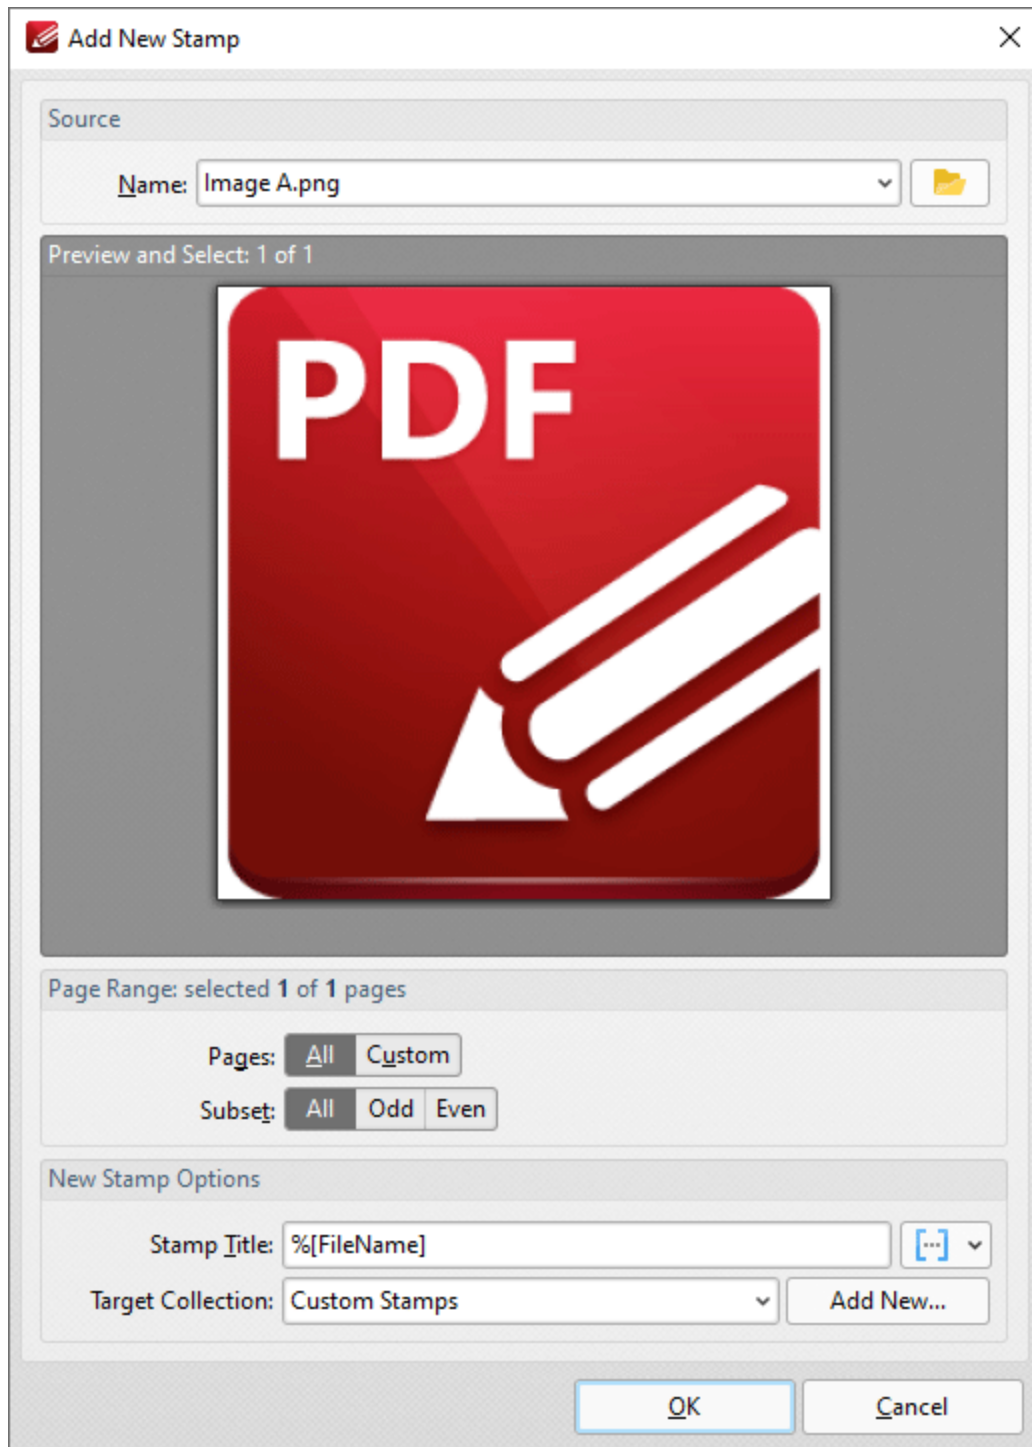 Add New Stamp
Source
Name: Image A.png
Preview and Select: 1 of 1
PDF
Page Range: selected 1 of 1 pages
Pages: All Custom
Subset: All Odd Even
New Stamp Options
Stamp Title: %[FileName]
Target Collection: Custom Stamps Add New...
OK Cancel